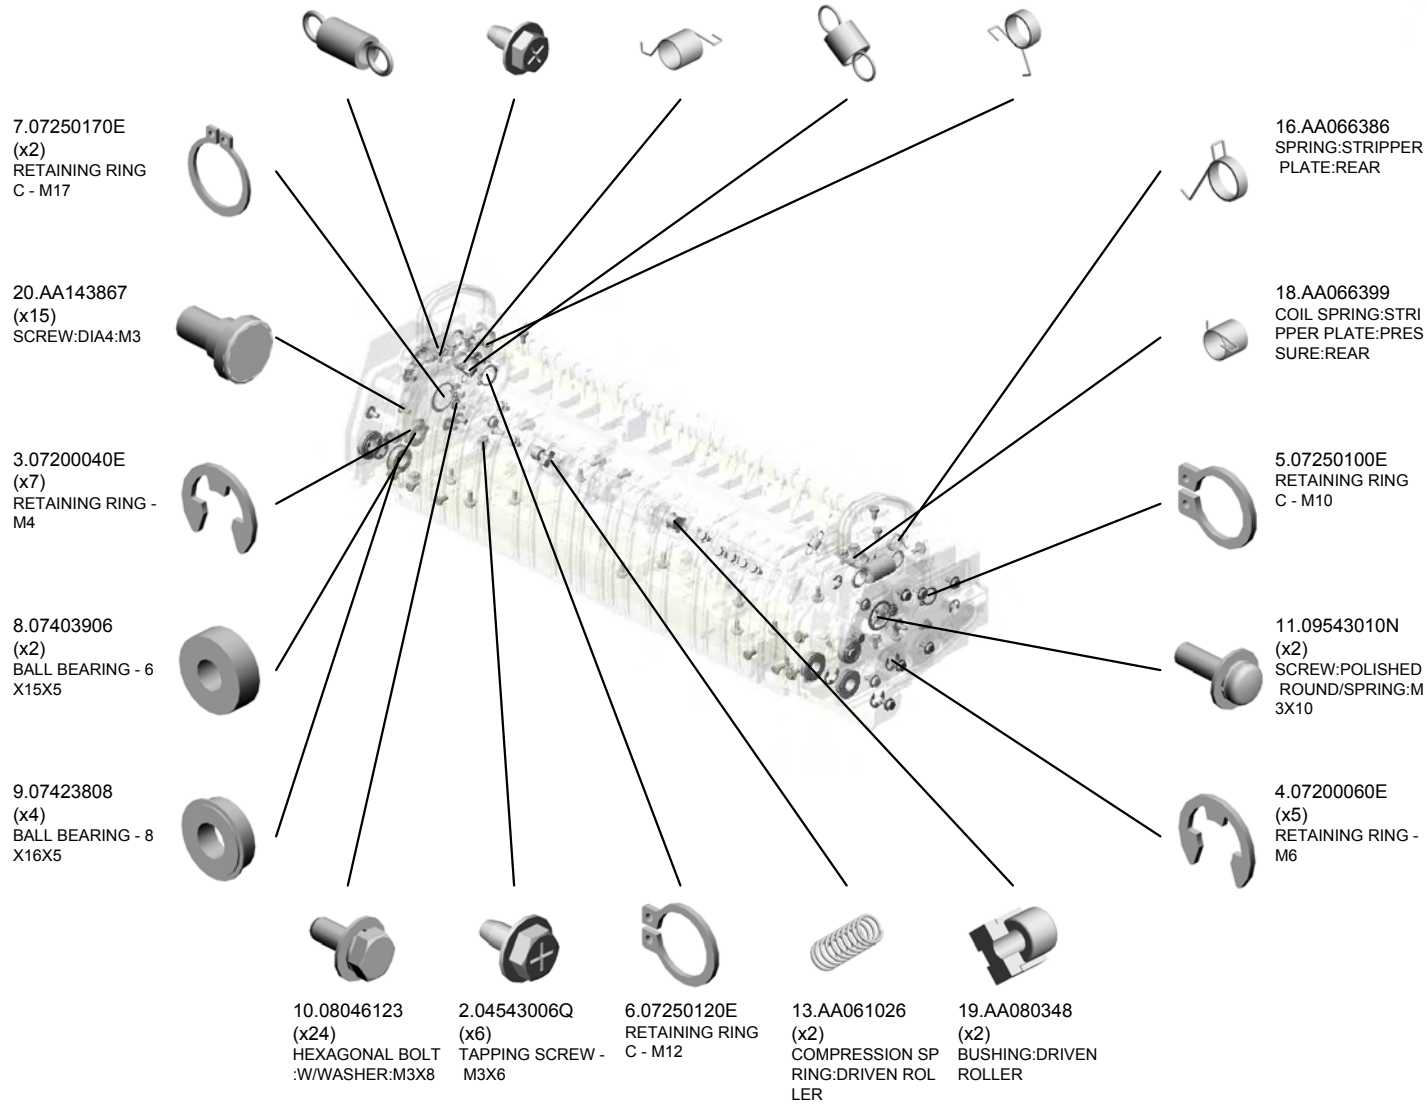 7.07250170E
(x2)
RETAINING RING
C - M17
20.AA143867
(x15)
SCREW:DIA4:M3
3.07200040E
(x7)
RETAINING RING -
M4
8.07403906
(x2)
BALL BEARING - 6
X15X5
9.07423808
(x4)
BALL BEARING - 8
X16X5
10.08046123
(x24)
HEXAGONAL BOLT
:W/WASHER:M3X8
2.04543006Q
(x6)
TAPPING SCREW -
M3X6
6.07250120E
RETAINING RING
C - M12
13.AA061026
(x2)
COMPRESSION SP
RING:DRIVEN ROL
LER
19.AA080348
(x2)
BUSHING:DRIVEN
ROLLER
16.AA066386
SPRING:STRIPPER
PLATE:REAR
18.AA066399
COIL SPRING:STRI
PPER PLATE:PRES
SURE:REAR
5.07250100E
RETAINING RING
C - M10
11.09543010N
(x2)
SCREW:POLISHED
ROUND/SPRING:M
3X10
4.07200060E
(x5)
RETAINING RING -
M6